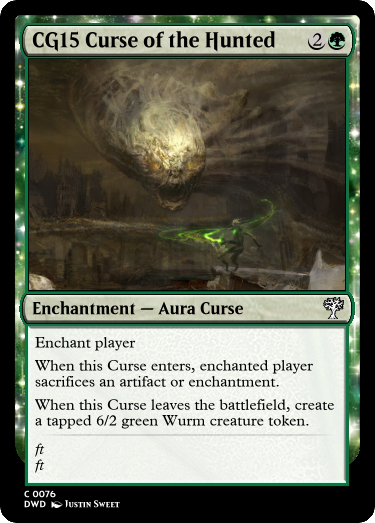 CG15 Curse of the Hunted 2
Enchantment — Aura Curse
Enchant player
When this Curse enters, enchanted player
sacrifices an artifact or enchantment.
When this Curse leaves the battlefield, create
a tapped 6/2 green Wurm creature token.
ft
ft
C 0076
DWD Justin Sweet